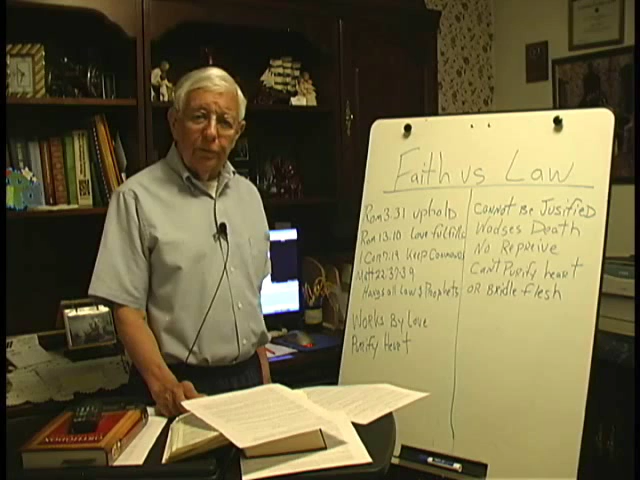 Faith vs Law
Rom 3:31 uphold
Rom 13:10 Love fulfills
1 Cor 7:19 Keep Command
Matt 22:37-39
Hangs all Law & Prophets
Works By Love
Purify Heart
Cannot Be Justified
Wadses Death
No Repreive
Can't Purify heart
or Bridle flesh